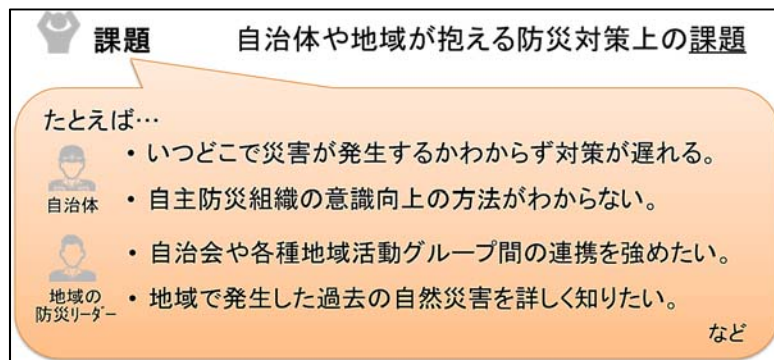 課題 自治体や地域が抱える防災対策上の課題
たとえば…
・いつどこで災害が発生するかわからず対策が遅れる。
自治体
・自主防災組織の意識向上の方法がわからない。
・自治会や各種地域活動グループ間の連携を強めたい。
地域の
防災リーダー
・地域で発生した過去の自然災害を詳しく知りたい。
など